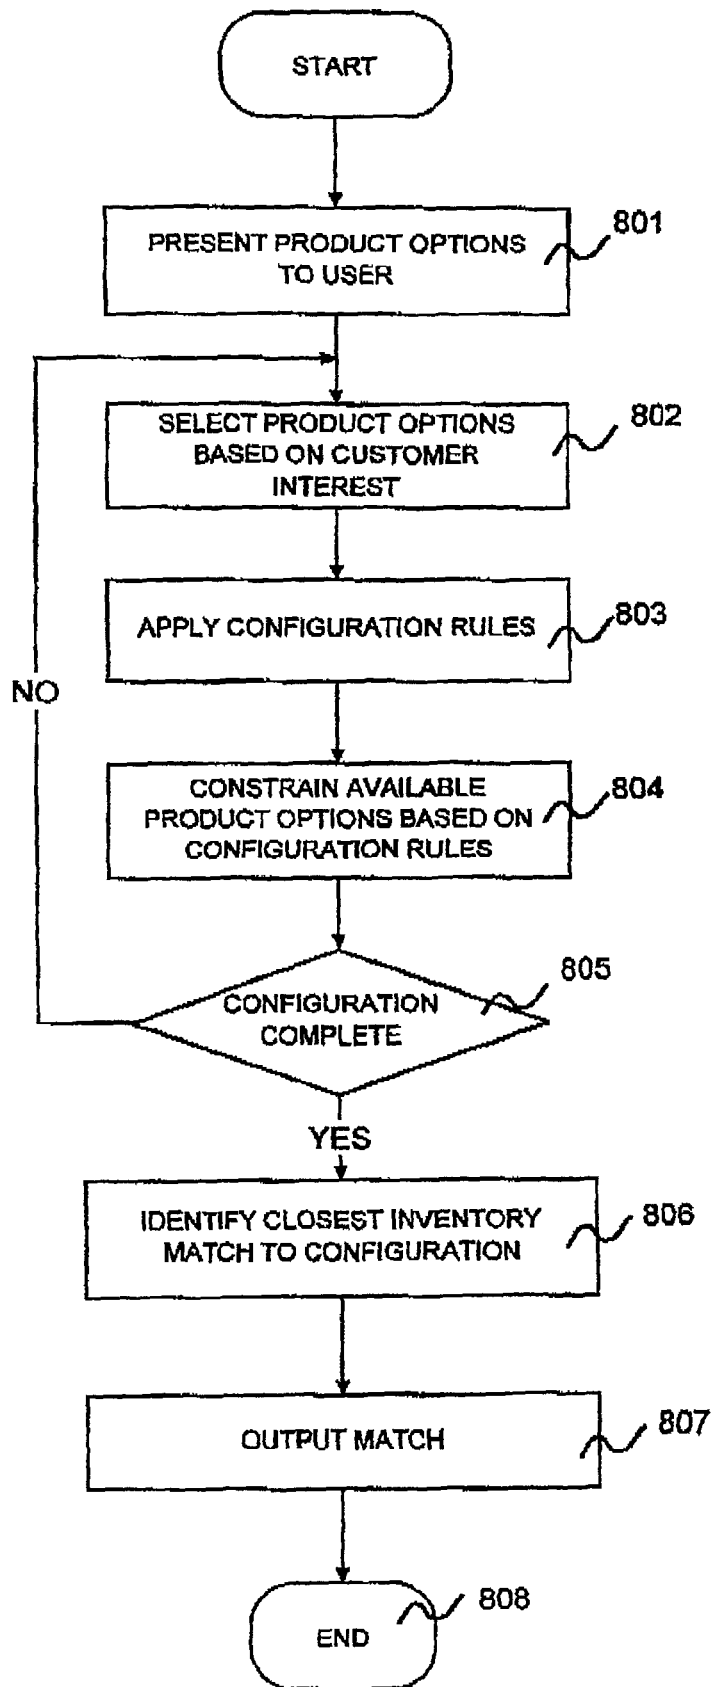 START
PRESENT PRODUCT OPTIONS
TO USER
801
SELECT PRODUCT OPTIONS
BASED ON CUSTOMER
INTEREST
802
APPLY CONFIGURATION RULES
803
NO
CONSTRAIN AVAILABLE
PRODUCT OPTIONS BASED ON
CONFIGURATION RULES
804
CONFIGURATION
COMPLETE
805
YES
IDENTIFY CLOSEST INVENTORY
MATCH TO CONFIGURATION
806
OUTPUT MATCH
807
END
808